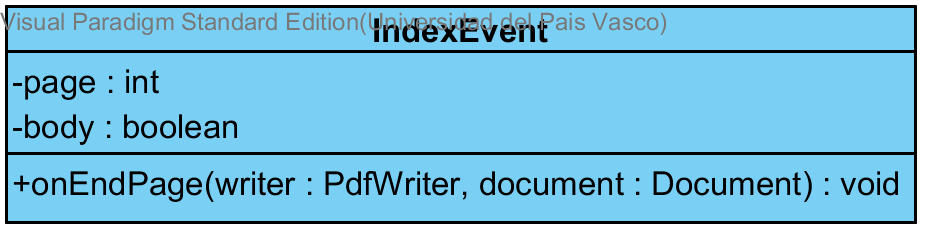 Visual Paradigm Standard Edition(Universidad del Pais Vasco)
IndexEvent
-page : int
-body : boolean
+onEndPage(writer : PdfWriter, document : Document) : void